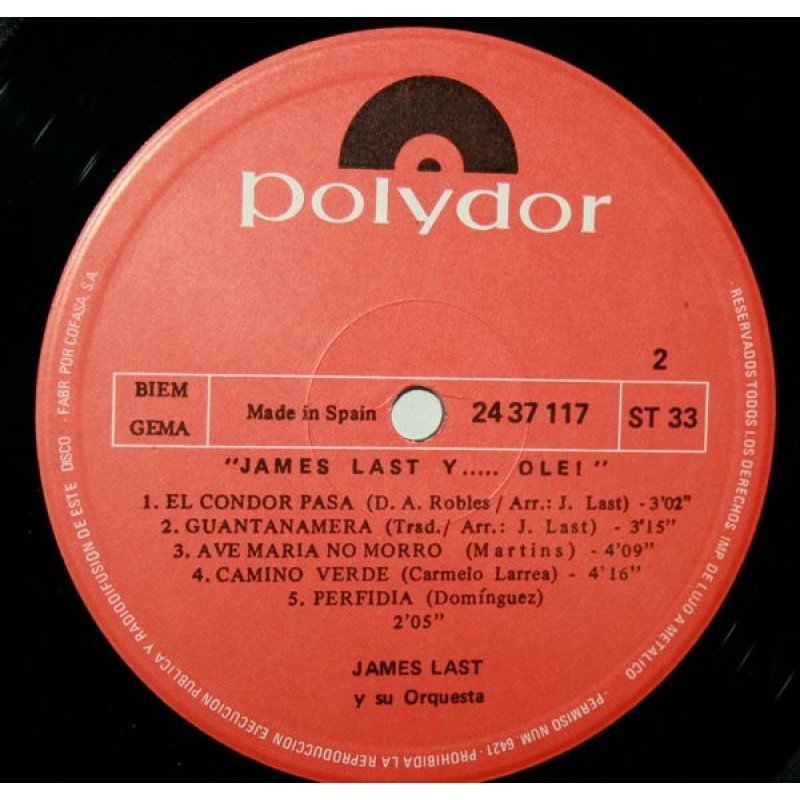 polydor
2
BIEM
GEMA
Made in Spain
24 37 117
ST 33
"JAMES LAST Y..... OLE!"
1. EL CONDOR PASA (D. A. Robles / Arr.: J. Last) - 3'02"
2. GUANTANAMERA (Trad./ Arr.: J. Last) - 3'15"
3. AVE MARIA NO MORRO (Martins) - 4'09"
4. CAMINO VERDE (Carmelo Larrea) - 4'16"
5. PERFIDIA (Domínguez)
2'05"
JAMES LAST
y su Orquesta
RESERVADOS TODOS LOS DERECHOS IMP DE LUJO A METALICO · PERMISO NUM. 6421 - PROHIBIDA LA REPRODUCCION EJECUCION PUBLICA Y RADIODIFUSION DE ESTE DISCO · FABR POR COFASA, S.A.